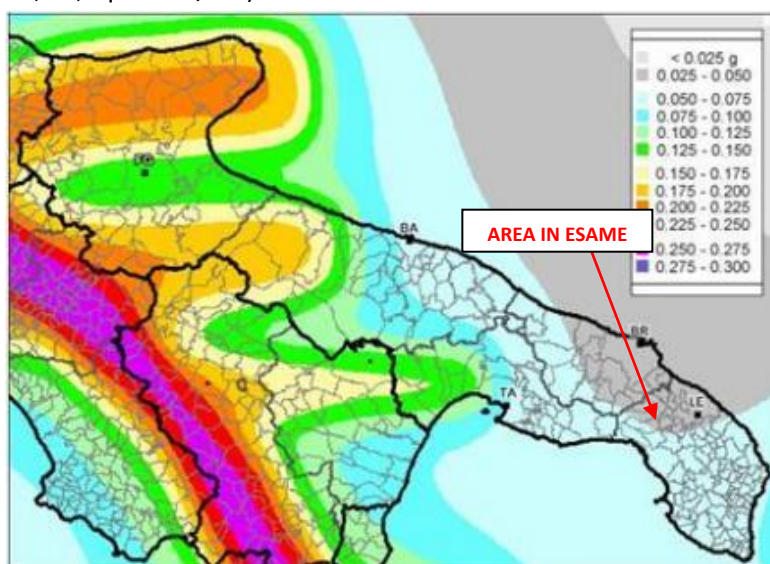 FG
BA
AREA IN ESAME
BR
TA
LE
< 0.025 g
0.025 - 0.050
0.050 - 0.075
0.075 - 0.100
0.100 - 0.125
0.125 - 0.150
0.150 - 0.175
0.175 - 0.200
0.200 - 0.225
0.225 - 0.250
0.250 - 0.275
0.275 - 0.300